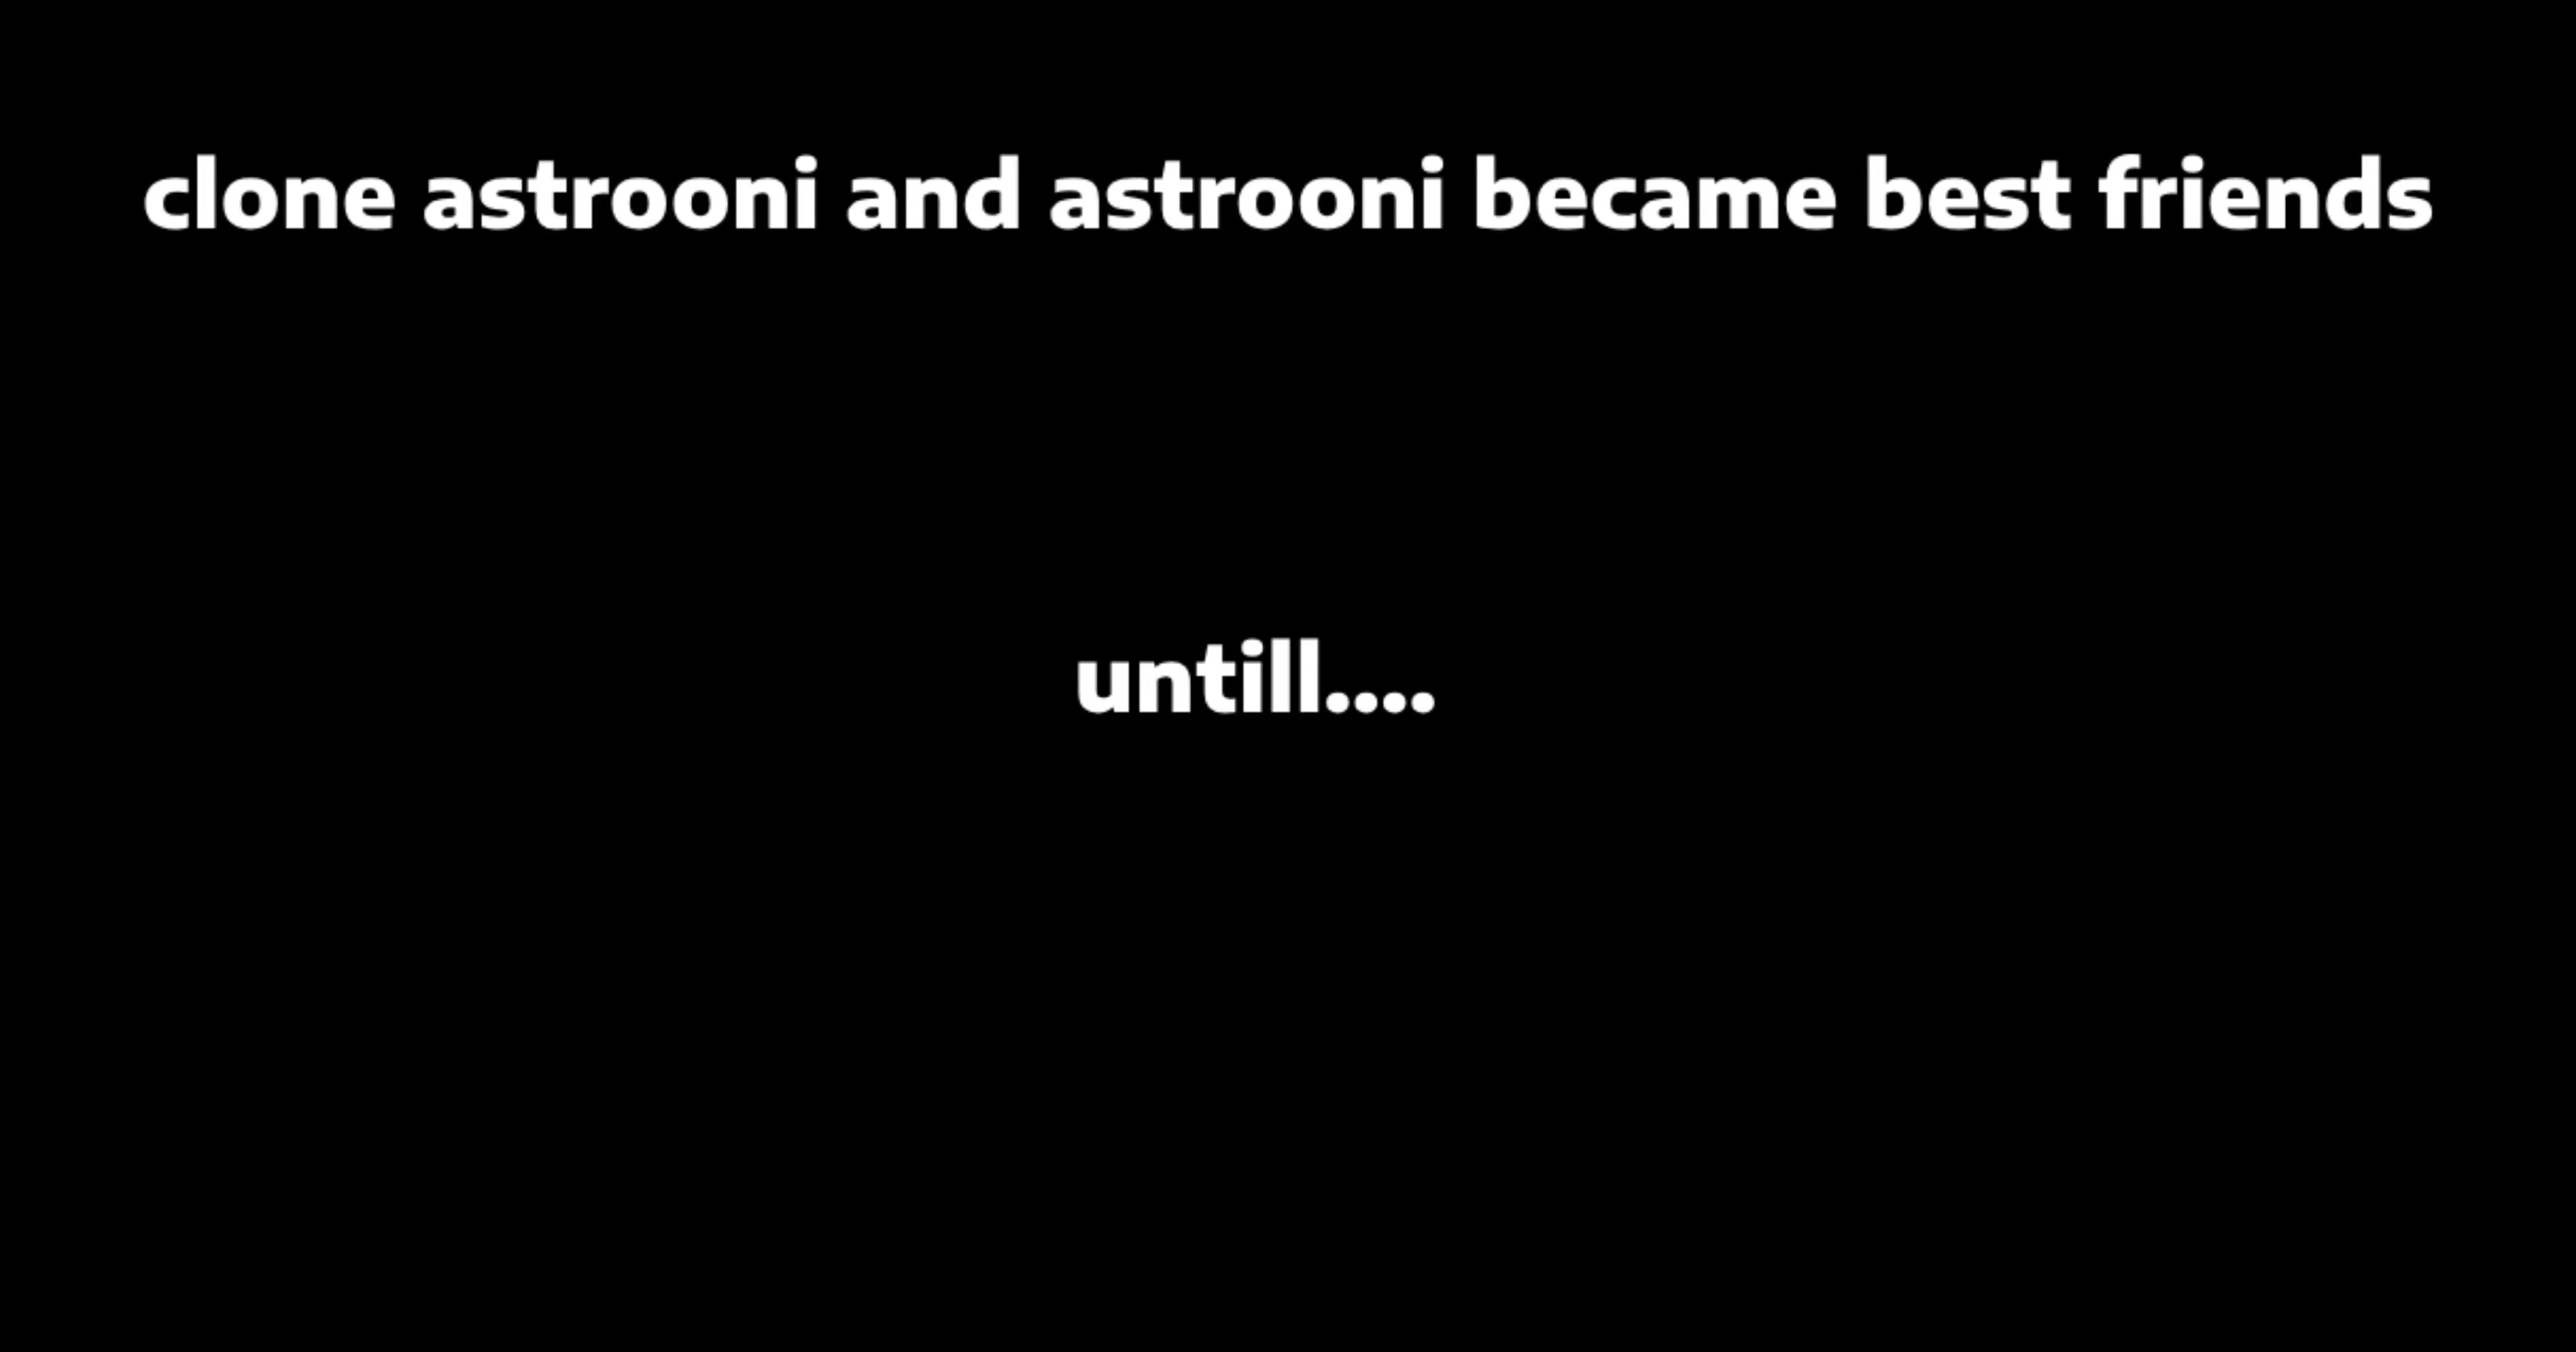 clone astrooni and astrooni became best friends
untill....